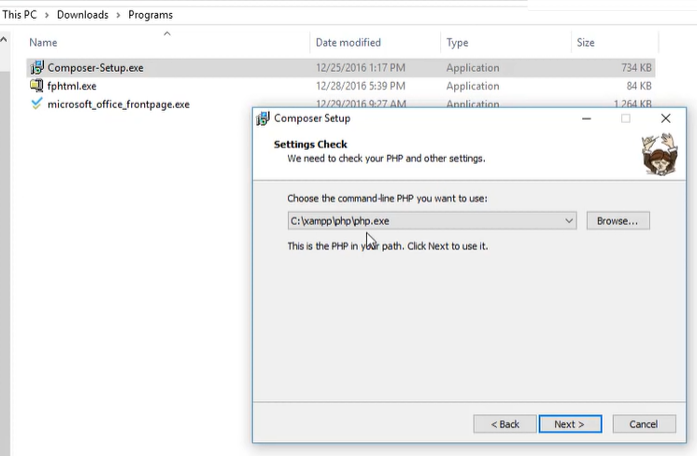 This PC > Downloads > Programs
Name Date modified Type Size
Composer-Setup.exe 12/25/2016 1:17 PM Application 734 KB
fphtml.exe 12/28/2016 5:39 PM Application 84 KB
microsoft_office_frontpage.exe 12/29/2016 9:27 AM Application 1,264 KB
Composer Setup
Settings Check
We need to check your PHP and other settings.
Choose the command-line PHP you want to use:
C:\xampp\php\php.exe Browse...
This is the PHP in your path. Click Next to use it.
< Back Next > Cancel